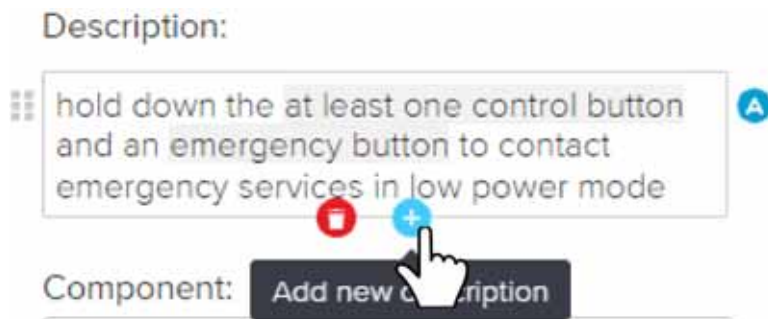 Description:
hold down the at least one control button
and an emergency button to contact
emergency services in low power mode
A
Component:
Add new